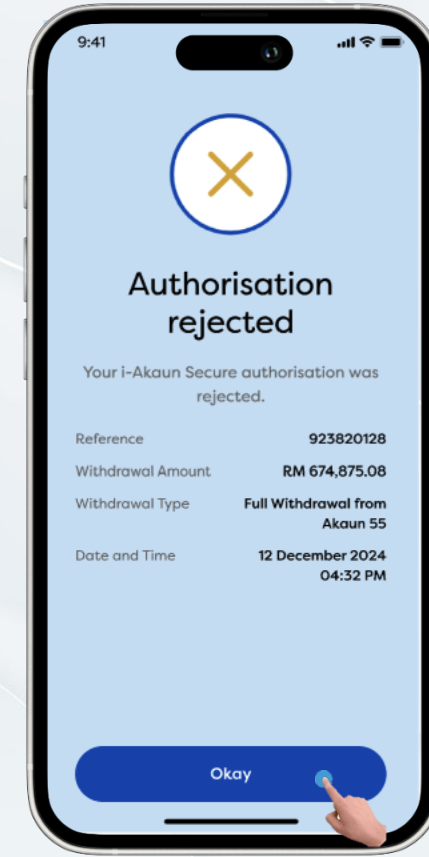 9:41
Authorisation
rejected
Your i-Akaun Secure authorisation was
rejected.
Reference 923820128
Withdrawal Amount RM 674,875.08
Withdrawal Type Full Withdrawal from
Akaun 55
Date and Time 12 December 2024
04:32 PM
Okay